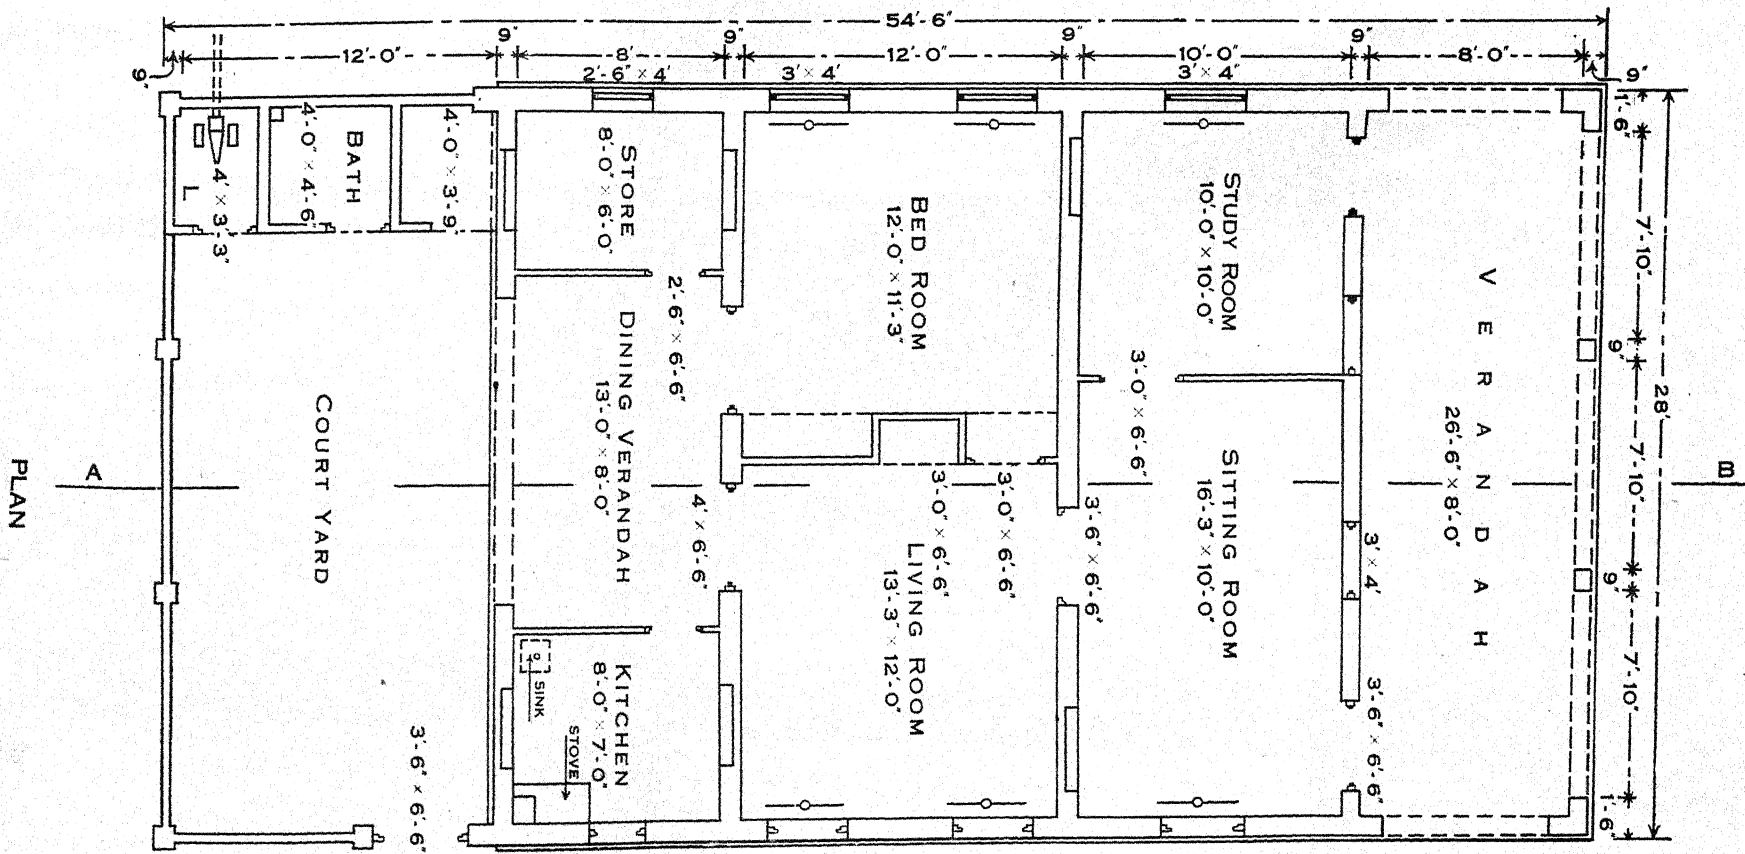 54'-6"
9"
12'-0"
9"
8'
9"
12'-0"
9"
10'-0"
9"
8'-0"
9"
2'-6" × 4'
3' × 4'
3' × 4'
1'-6"
7'-10"
9"
7'-10"
9"
7'-10"
1'-6"
28'
VERANDAH
26'-6" × 8'-0"
STUDY ROOM
10'-0" × 10'-0"
SITTING ROOM
16'-3" × 10'-0"
3' × 4'
3'-6" × 6'-6"
3'-0" × 6'-6"
3'-6" × 6'-6"
BED ROOM
12'-0" × 11'-3"
3'-0" × 6'-6"
3'-0" × 6'-6"
LIVING ROOM
13'-3" × 12'-0"
2'-6" × 6'-6"
4' × 6'-6"
STORE
8'-0" × 6'-0"
DINING VERANDAH
13'-0" × 8'-0"
KITCHEN
8'-0" × 7'-0"
STOVE
SINK
4'-0" × 3'-9"
BATH
4'-0" × 4'-6"
4' × 3'-3"
L
COURT YARD
3'-6" × 6'-6"
A
B
PLAN